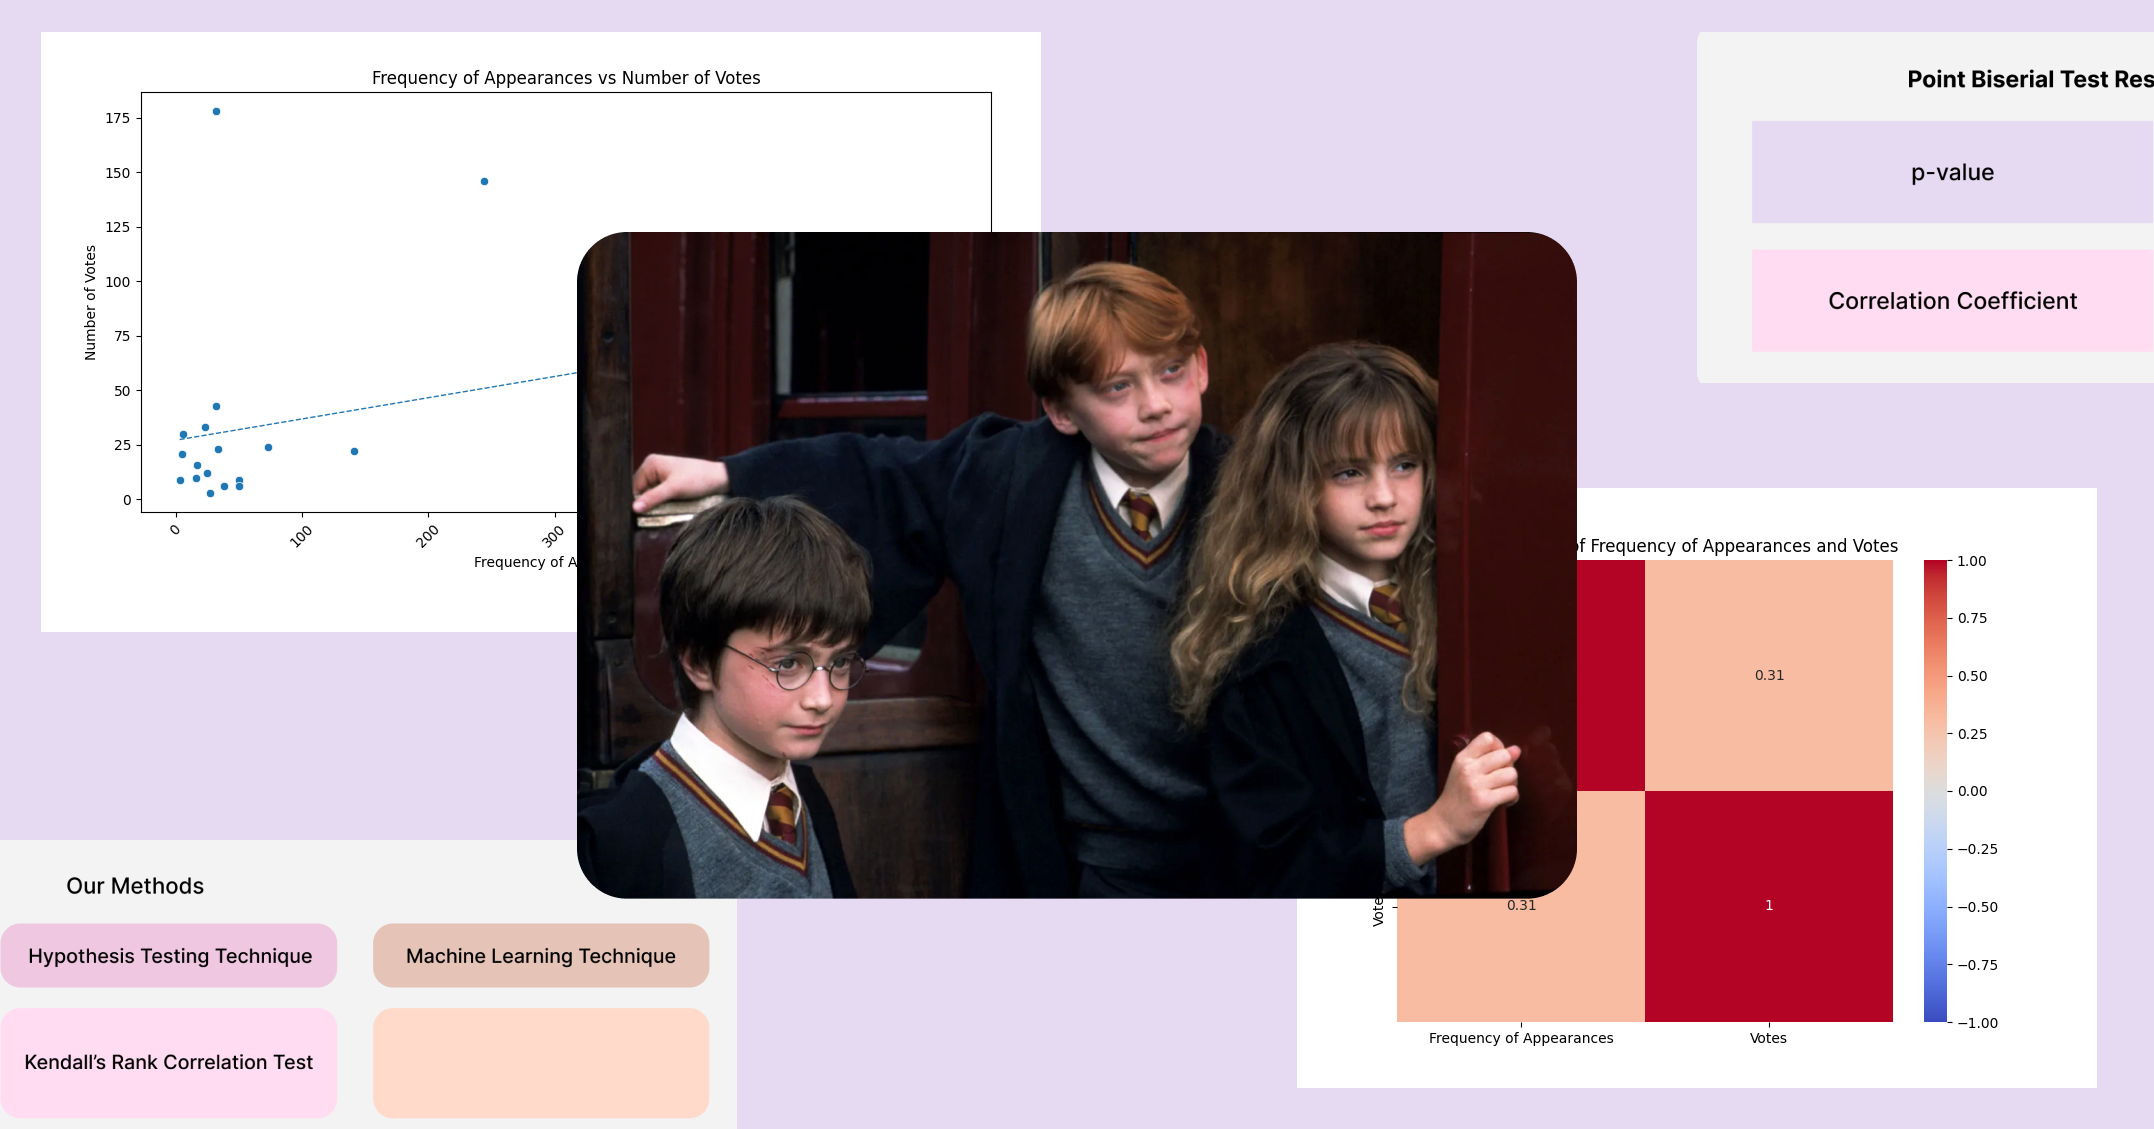 Frequency of Appearances vs Number of Votes
175
150
125
100
75
50
25
0
Number of Votes
0
100
200
300
Frequency of A
Point Biserial Test Res
p-value
Correlation Coefficient
of Frequency of Appearances and Votes
0.31
0.31
1
Vote
Frequency of Appearances
Votes
1.00
0.75
0.50
0.25
0.00
−0.25
−0.50
−0.75
−1.00
Our Methods
Hypothesis Testing Technique
Machine Learning Technique
Kendall’s Rank Correlation Test